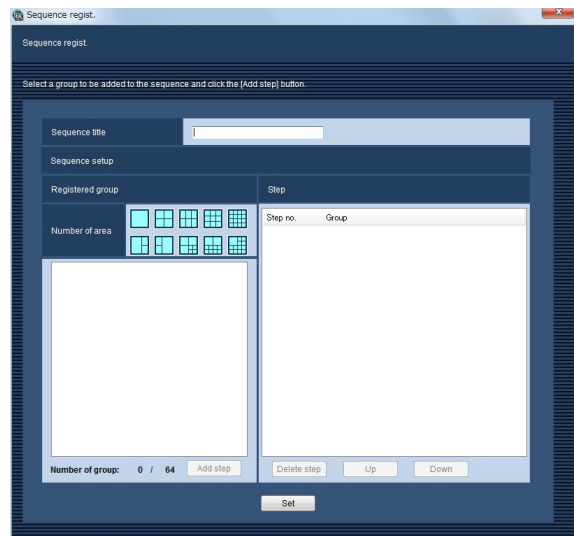 Sequence regist.
Sequence regist.
Select a group to be added to the sequence and click the [Add step] button.
Sequence title
Sequence setup
Registered group
Step
Number of area
Step no. Group
Number of group: 0 / 64 Add step
Delete step Up Down
Set